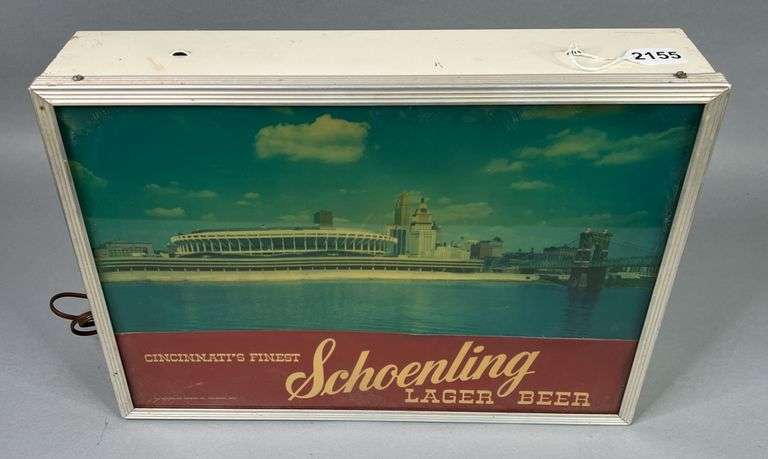 2155
CINCINNATI'S FINEST
Schoenling
LAGER BEER